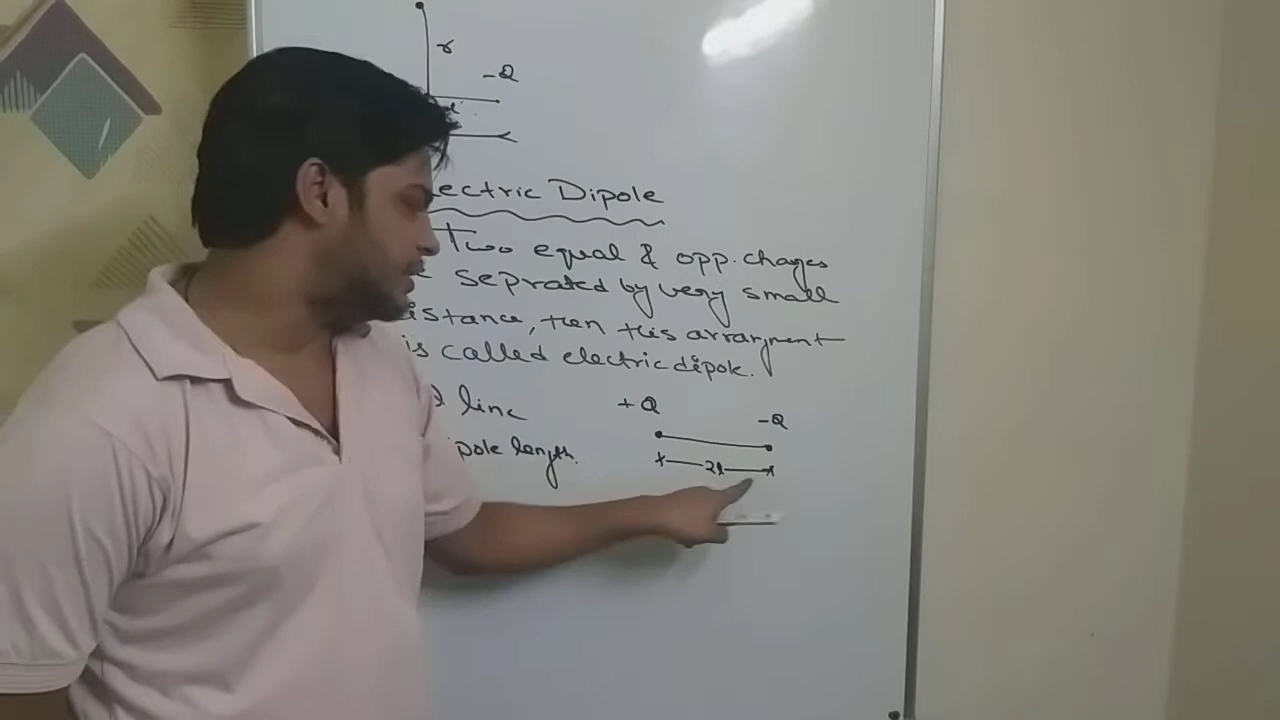 r
-Q
ectric Dipole
Two equal & opp. charges
seprated by very small
istance, then this arrangment
is called electric dipole.
line
+Q
-Q
pole length.
2l